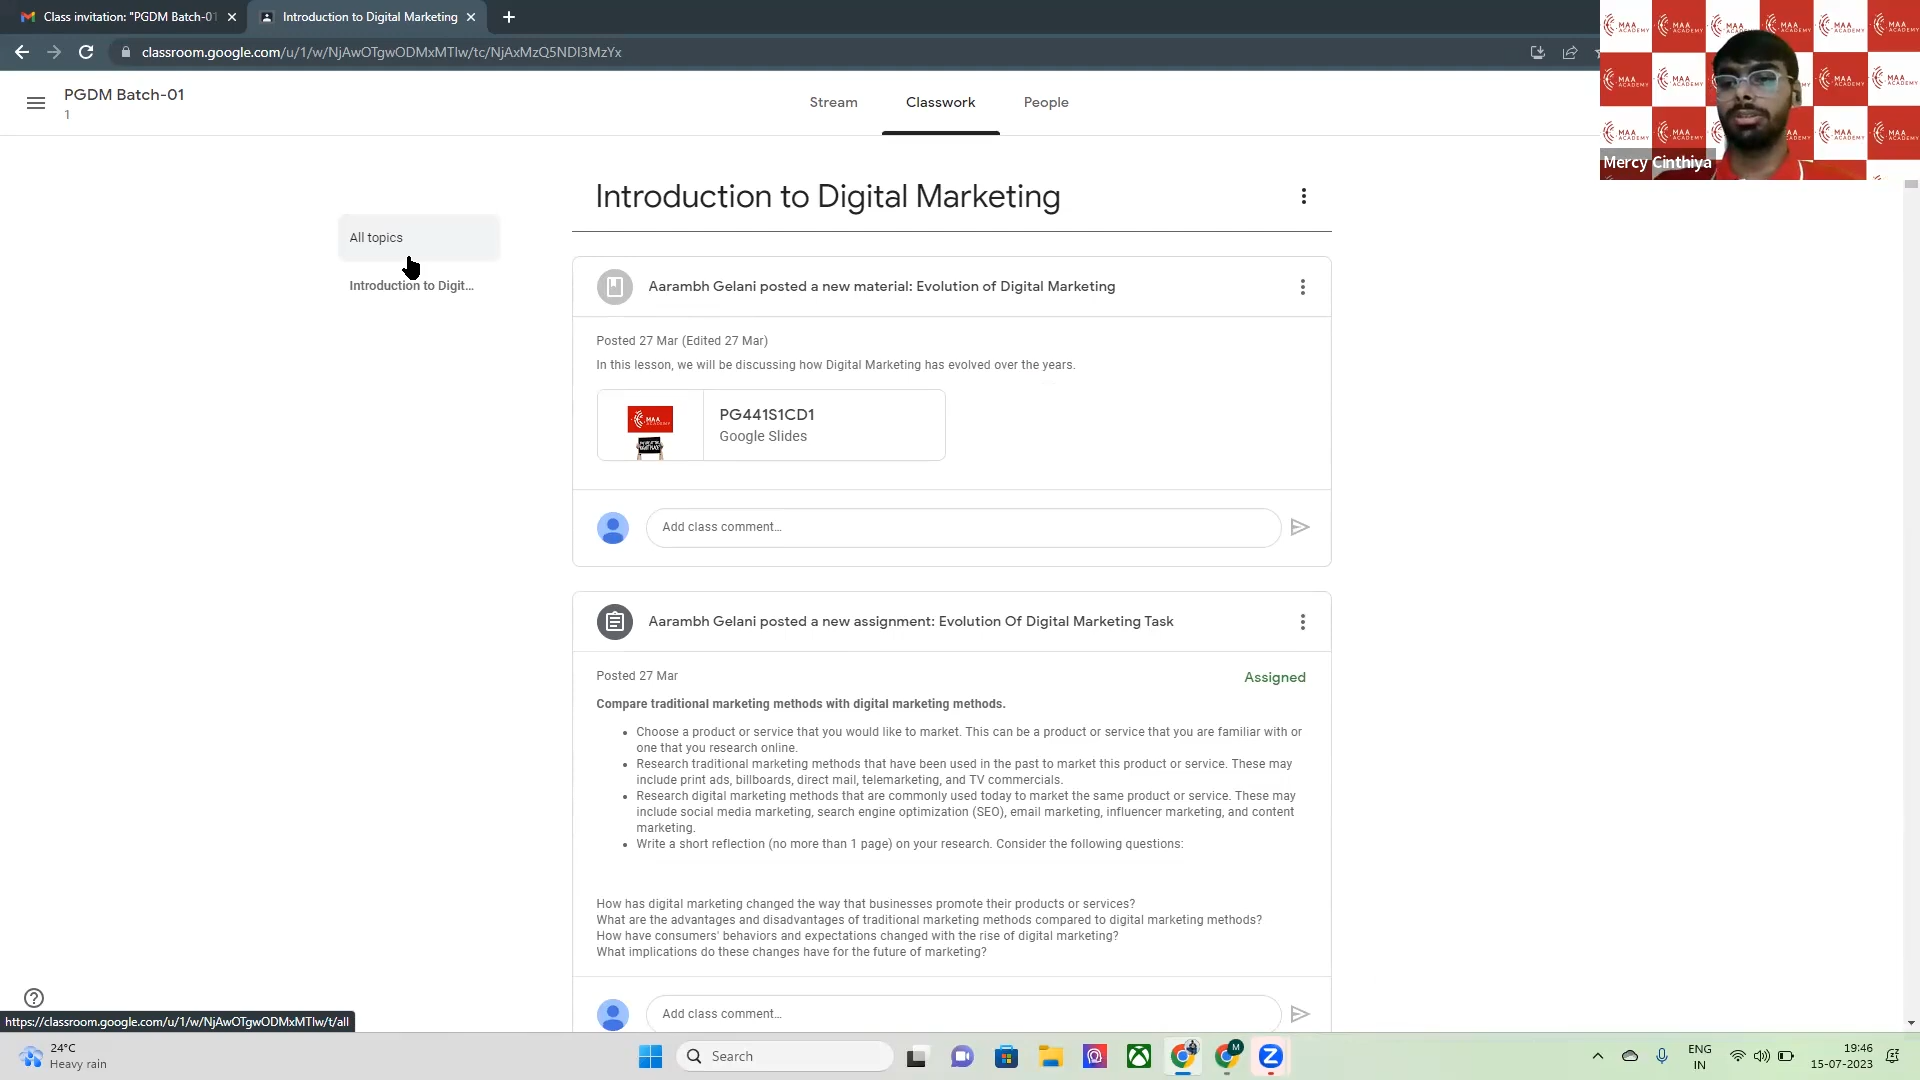 Class invitation: "PGDM Batch-01
Introduction to Digital Marketing
classroom.google.com/u/1/w/NjAwOTgwODMxMTIw/tc/NjAxMzQ5NDI3MzYx
PGDM Batch-01
1
Stream
Classwork
People
MAA ACADEMY
Mercy Cinthiya
Introduction to Digital Marketing
All topics
Introduction to Digit...
Aarambh Gelani posted a new material: Evolution of Digital Marketing
Posted 27 Mar (Edited 27 Mar)
In this lesson, we will be discussing how Digital Marketing has evolved over the years.
MAA ACADEMY
PG441S1CD1
Google Slides
Add class comment...
Aarambh Gelani posted a new assignment: Evolution Of Digital Marketing Task
Posted 27 Mar
Assigned
Compare traditional marketing methods with digital marketing methods.
• Choose a product or service that you would like to market. This can be a product or service that you are familiar with or
one that you research online.
• Research traditional marketing methods that have been used in the past to market this product or service. These may
include print ads, billboards, direct mail, telemarketing, and TV commercials.
• Research digital marketing methods that are commonly used today to market the same product or service. These may
include social media marketing, search engine optimization (SEO), email marketing, influencer marketing, and content
marketing.
• Write a short reflection (no more than 1 page) on your research. Consider the following questions:
How has digital marketing changed the way that businesses promote their products or services?
What are the advantages and disadvantages of traditional marketing methods compared to digital marketing methods?
How have consumers' behaviors and expectations changed with the rise of digital marketing?
What implications do these changes have for the future of marketing?
Add class comment...
https://classroom.google.com/u/1/w/NjAwOTgwODMxMTIw/t/all
24°C
Heavy rain
Search
M
ENG
IN
19:46
15-07-2023